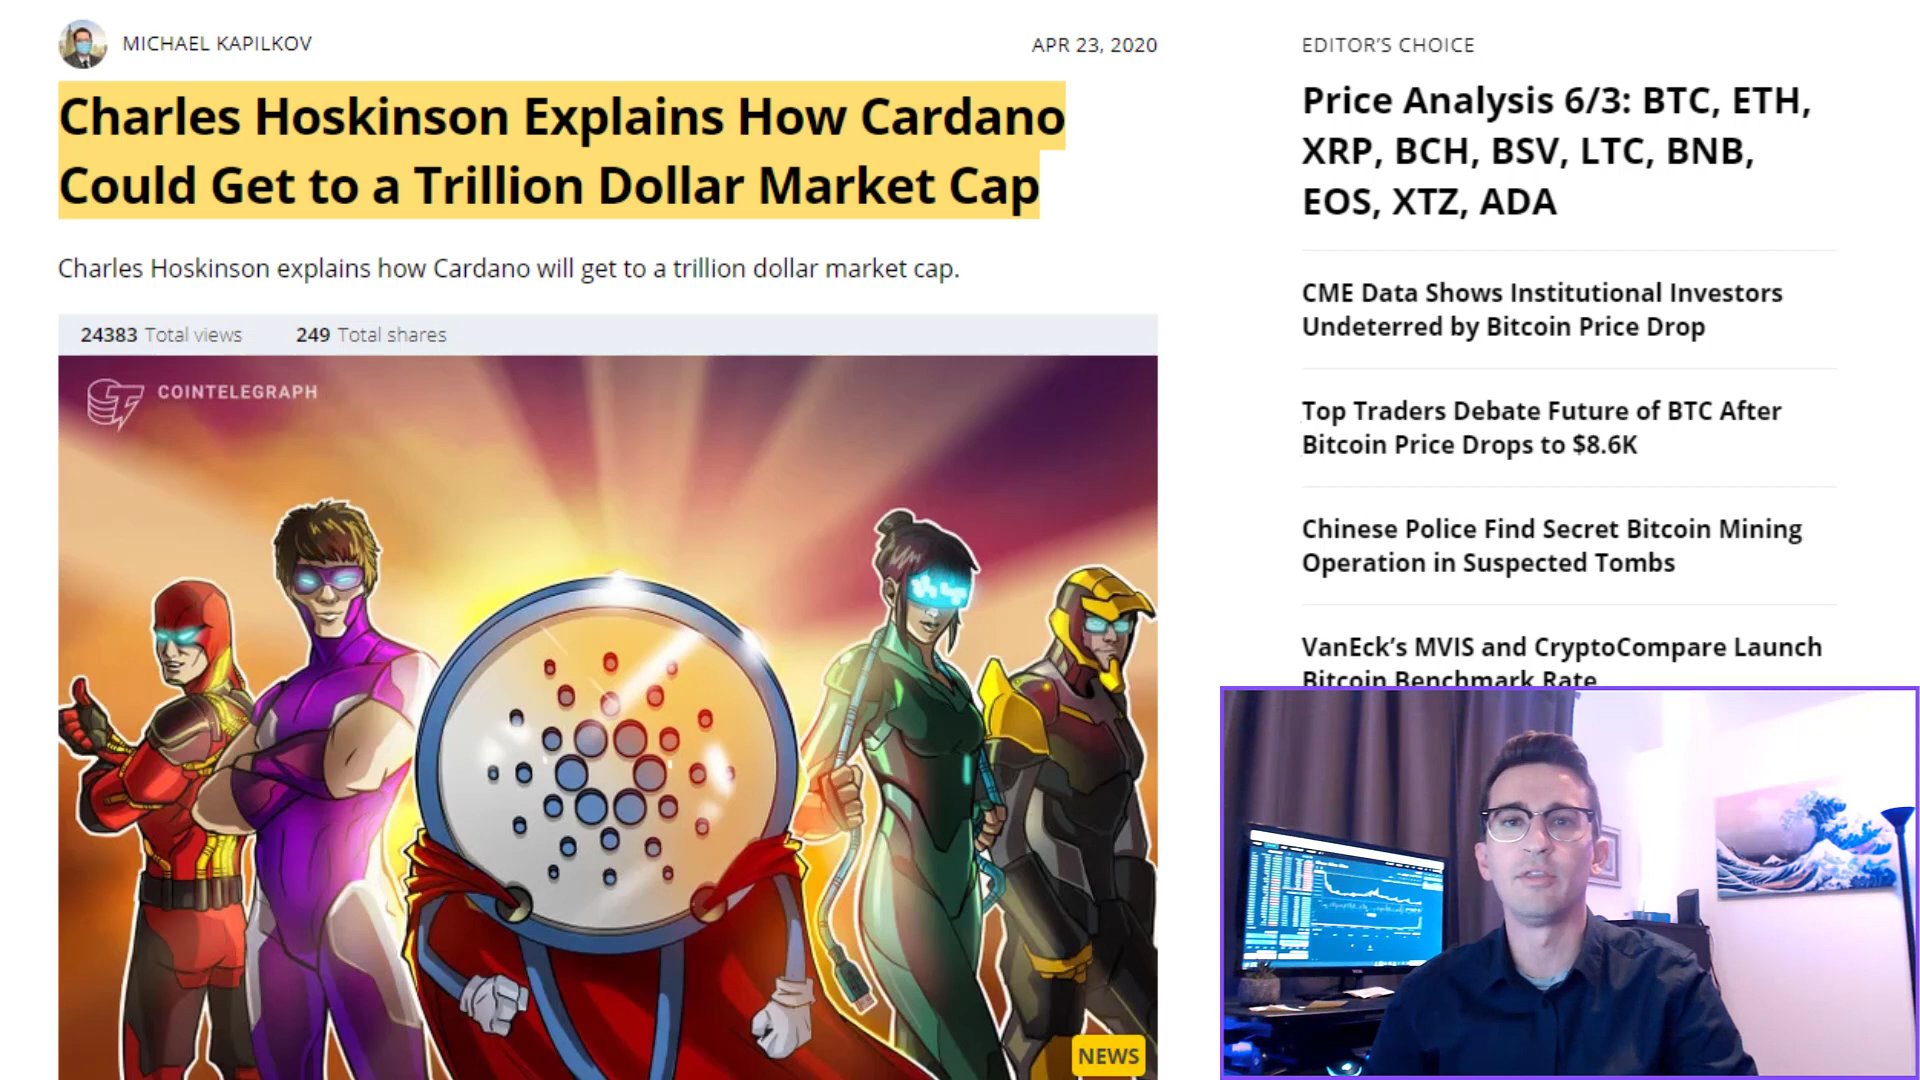 MICHAEL KAPILKOV
APR 23, 2020
Charles Hoskinson Explains How Cardano
Could Get to a Trillion Dollar Market Cap
Charles Hoskinson explains how Cardano will get to a trillion dollar market cap.
24383 Total views 249 Total shares
COINTELEGRAPH
NEWS
EDITOR'S CHOICE
Price Analysis 6/3: BTC, ETH,
XRP, BCH, BSV, LTC, BNB,
EOS, XTZ, ADA
CME Data Shows Institutional Investors
Undeterred by Bitcoin Price Drop
Top Traders Debate Future of BTC After
Bitcoin Price Drops to $8.6K
Chinese Police Find Secret Bitcoin Mining
Operation in Suspected Tombs
VanEck's MVIS and CryptoCompare Launch
Bitcoin Benchmark Rate